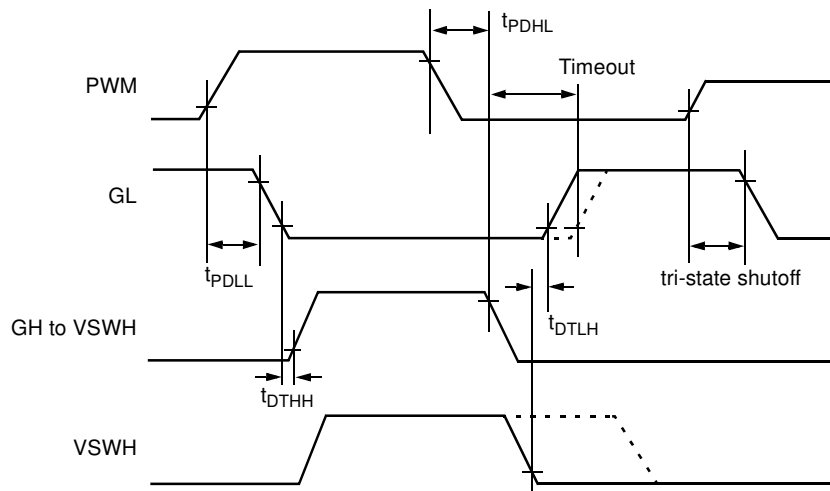 tPDHL
Timeout
PWM
GL
tPDLL
tri-state shutoff
GH to VSWH
tDTLH
tDTHH
VSWH